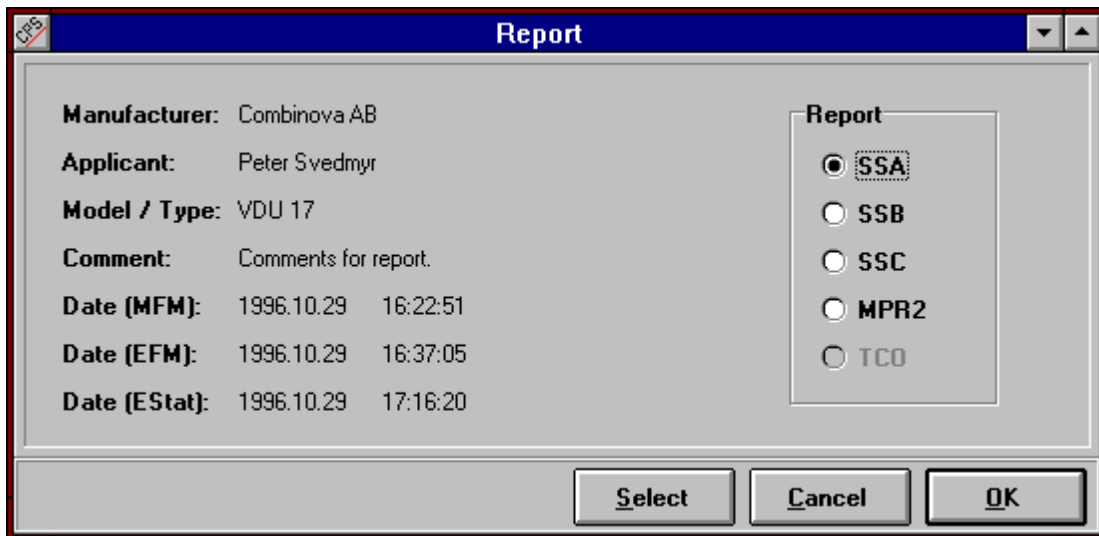 CPS
Report
Manufacturer: Combinova AB
Applicant: Peter Svedmyr
Model / Type: VDU 17
Comment: Comments for report.
Date (MFM): 1996.10.29 16:22:51
Date (EFM): 1996.10.29 16:37:05
Date (EStat): 1996.10.29 17:16:20
Report
SSA
SSB
SSC
MPR2
TCO
Select
Cancel
OK